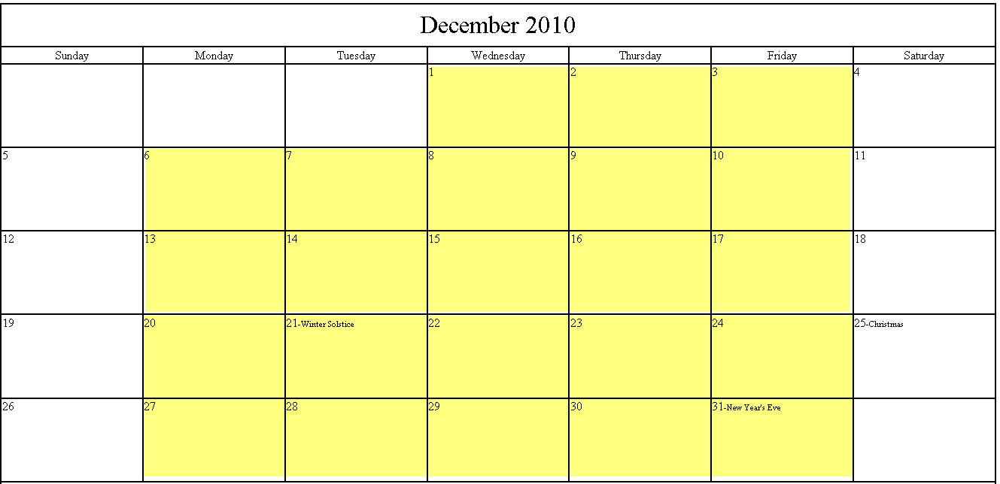 December 2010
Sunday Monday Tuesday Wednesday Thursday Friday Saturday
1 2 3 4
5 6 7 8 9 10 11
12 13 14 15 16 17 18
19 20 21-Winter Solstice 22 23 24 25-Christmas
26 27 28 29 30 31-New Year's Eve